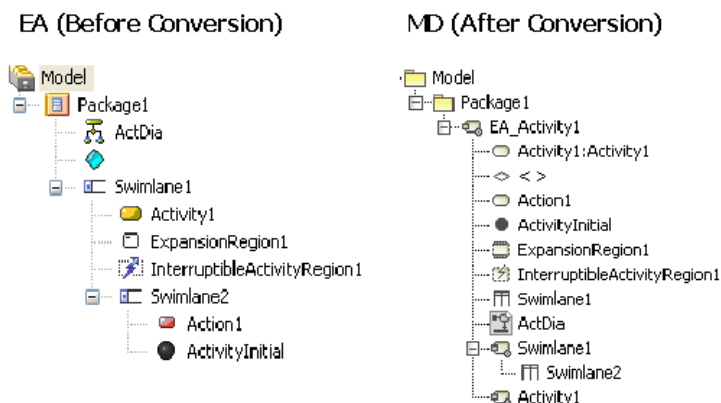 EA (Before Conversion)
Model
Package1
ActDia
Swimlane1
Activity1
ExpansionRegion1
InterruptibleActivityRegion1
Swimlane2
Action1
ActivityInitial
MD (After Conversion)
Model
Package1
EA_Activity1
Activity1:Activity1
< >
Action1
ActivityInitial
ExpansionRegion1
InterruptibleActivityRegion1
Swimlane1
ActDia
Swimlane1
Swimlane2
Activity1